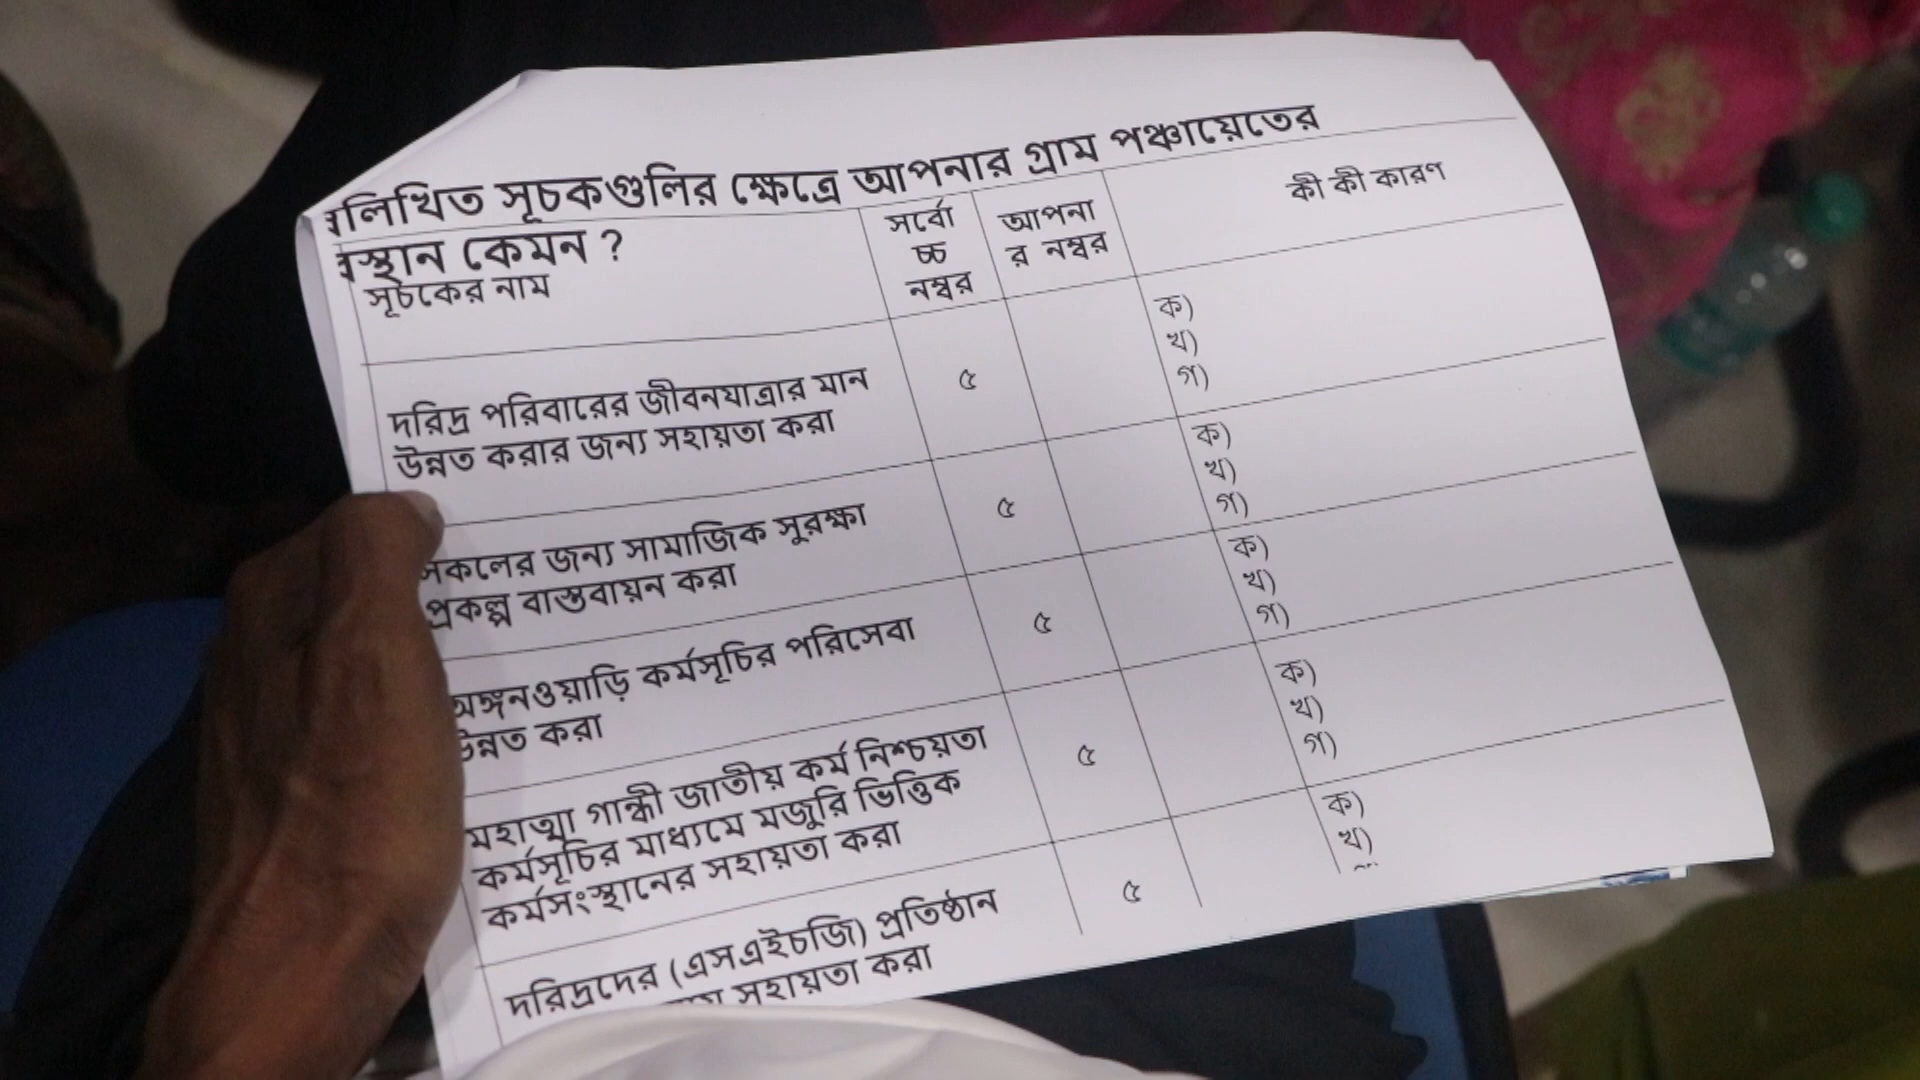 লিখিত সূচকগুলির ক্ষেত্রে আপনার গ্রাম পঞ্চায়েতের
কেমন ?
সূচকের নাম
সর্বো
চ্চ
নম্বর
আপনা
র নম্বর
কী কী কারণ
দরিদ্র পরিবারের জীবনযাত্রার মান
উন্নত করার জন্য সহায়তা করা
৫
ক)
খ)
গ)
সকলের জন্য সামাজিক সুরক্ষা
প্রকল্প বাস্তবায়ন করা
৫
ক)
খ)
গ)
অঙ্গনওয়াড়ি কর্মসূচির পরিসেবা
উন্নত করা
৫
ক)
খ)
গ)
মহাত্মা গান্ধী জাতীয় কর্ম নিশ্চয়তা
কর্মসূচির মাধ্যমে মজুরি ভিত্তিক
কর্মসংস্থানের সহায়তা করা
৫
ক)
খ)
গ)
দরিদ্রদের (এসএইচজি) প্রতিষ্ঠান
সহায়তা করা
৫
ক)
খ)